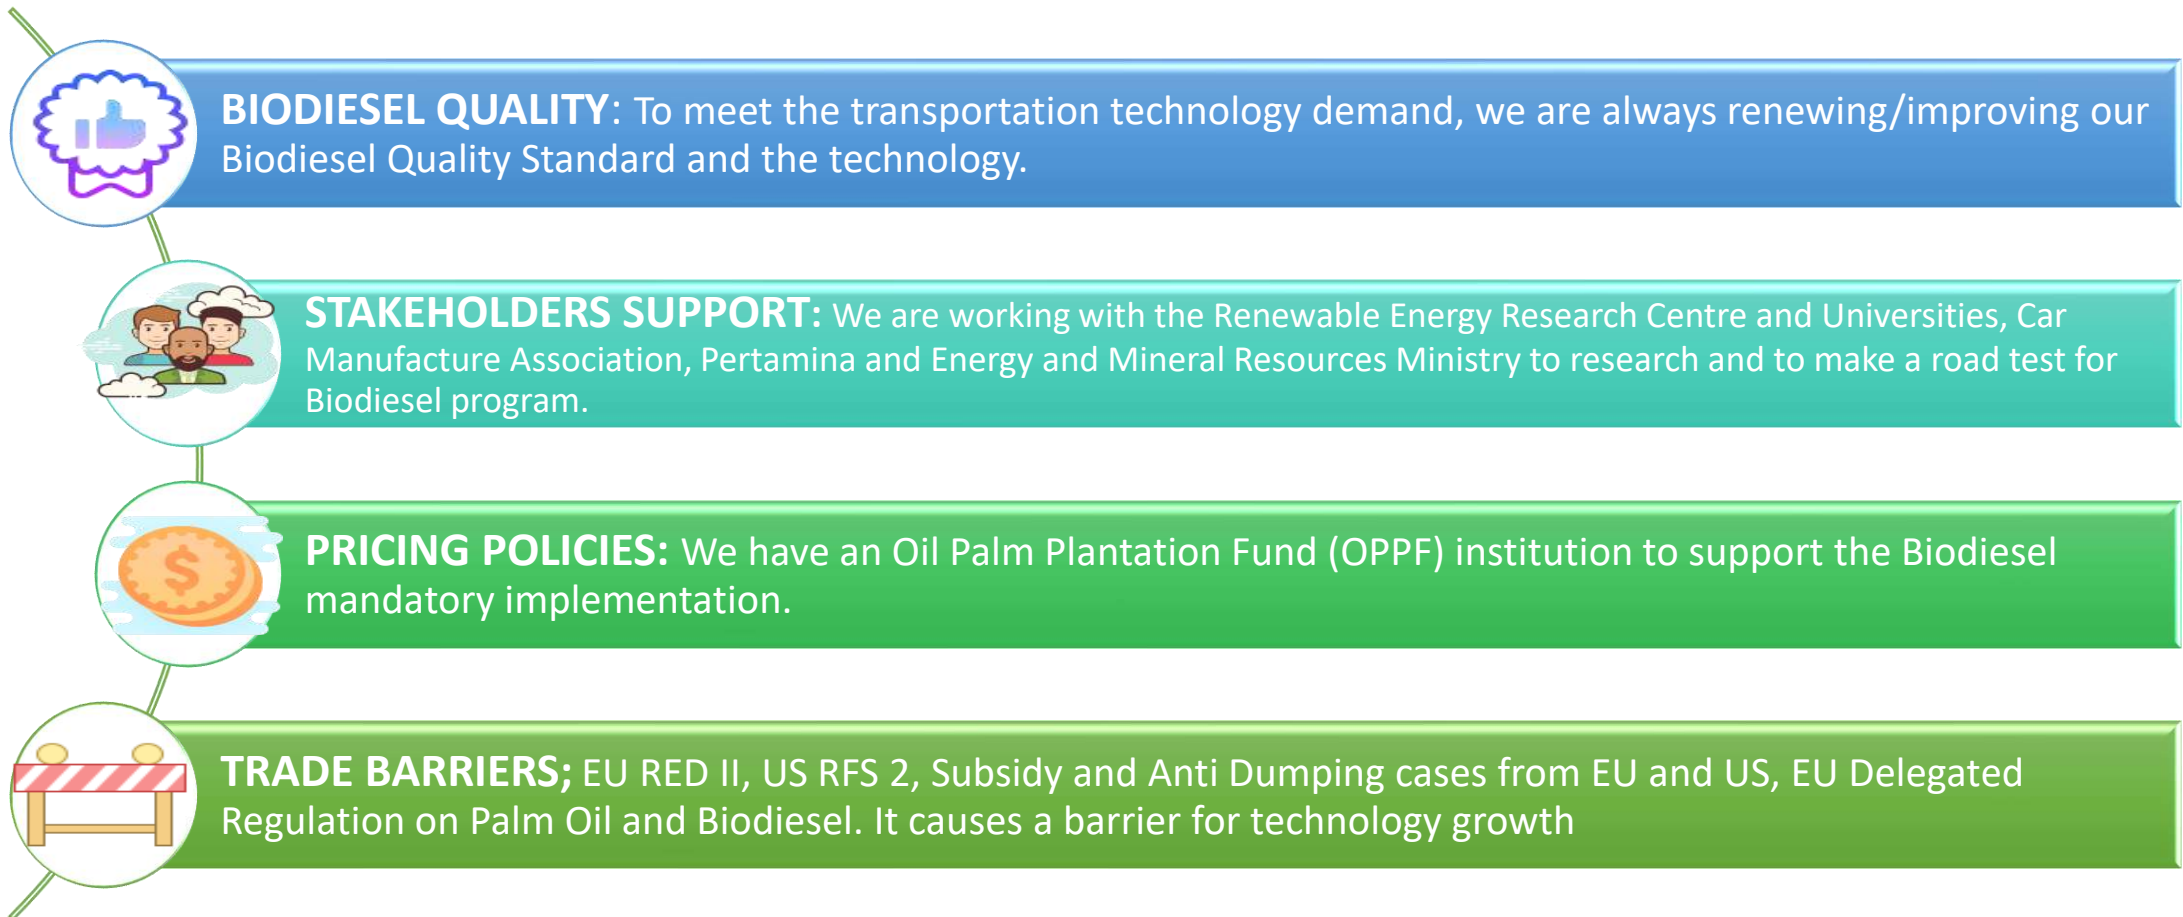 BIODIESEL QUALITY: To meet the transportation technology demand, we are always renewing/improving our
Biodiesel Quality Standard and the technology.
STAKEHOLDERS SUPPORT: We are working with the Renewable Energy Research Centre and Universities, Car
Manufacture Association, Pertamina and Energy and Mineral Resources Ministry to research and to make a road test for
Biodiesel program.
$
PRICING POLICIES: We have an Oil Palm Plantation Fund (OPPF) institution to support the Biodiesel
mandatory implementation.
TRADE BARRIERS; EU RED II, US RFS 2, Subsidy and Anti Dumping cases from EU and US, EU Delegated
Regulation on Palm Oil and Biodiesel. It causes a barrier for technology growth